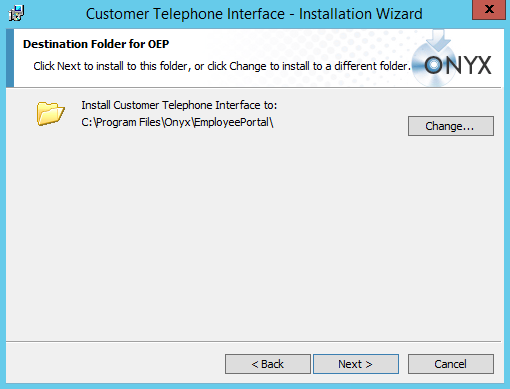 Customer Telephone Interface - Installation Wizard
x
Destination Folder for OEP
Click Next to install to this folder, or click Change to install to a different folder.
ONYX
Install Customer Telephone Interface to:
C:\Program Files\Onyx\EmployeePortal\
Change...
< Back
Next >
Cancel